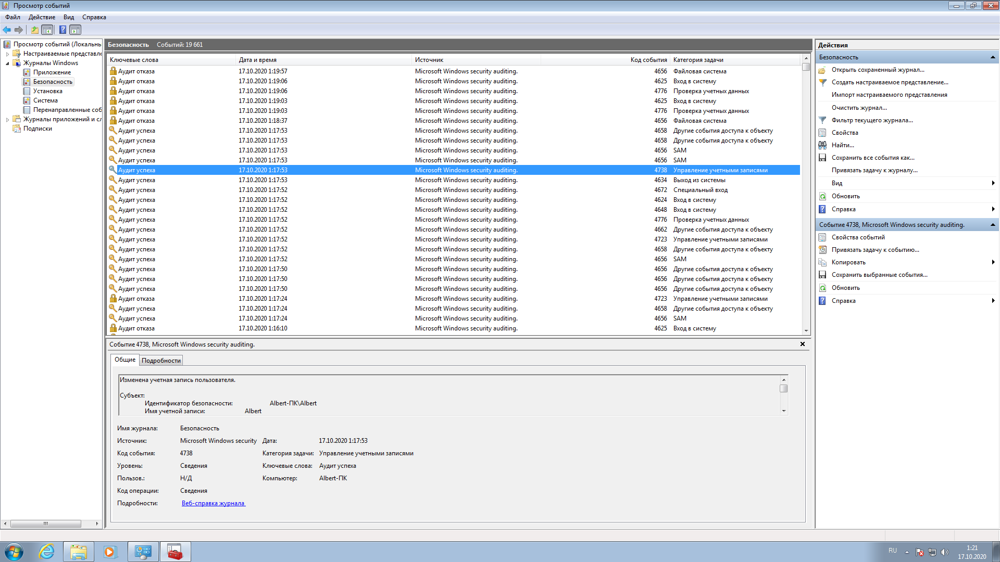 Просмотр событий
Файл Действие Вид Справка
Просмотр событий (Локальнь
Настраиваемые представле
Журналы Windows
Приложение
Безопасность
Установка
Система
Перенаправленные соб
Журналы приложений и сл
Подписки
Безопасность Событий: 19 661
Ключевые слова Дата и время Источник Код события Категория задачи
Аудит отказа 17.10.2020 1:19:57 Microsoft Windows security auditing. 4656 Файловая система
Аудит отказа 17.10.2020 1:19:06 Microsoft Windows security auditing. 4625 Вход в систему
Аудит отказа 17.10.2020 1:19:06 Microsoft Windows security auditing. 4776 Проверка учетных данных
Аудит отказа 17.10.2020 1:19:03 Microsoft Windows security auditing. 4625 Вход в систему
Аудит отказа 17.10.2020 1:19:03 Microsoft Windows security auditing. 4776 Проверка учетных данных
Аудит отказа 17.10.2020 1:18:37 Microsoft Windows security auditing. 4656 Файловая система
Аудит успеха 17.10.2020 1:17:53 Microsoft Windows security auditing. 4658 Другие события доступа к объекту
Аудит успеха 17.10.2020 1:17:53 Microsoft Windows security auditing. 4658 Другие события доступа к объекту
Аудит успеха 17.10.2020 1:17:53 Microsoft Windows security auditing. 4656 SAM
Аудит успеха 17.10.2020 1:17:53 Microsoft Windows security auditing. 4656 SAM
Аудит успеха 17.10.2020 1:17:53 Microsoft Windows security auditing. 4738 Управление учетными записями
Аудит успеха 17.10.2020 1:17:53 Microsoft Windows security auditing. 4634 Выход из системы
Аудит успеха 17.10.2020 1:17:52 Microsoft Windows security auditing. 4672 Специальный вход
Аудит успеха 17.10.2020 1:17:52 Microsoft Windows security auditing. 4624 Вход в систему
Аудит успеха 17.10.2020 1:17:52 Microsoft Windows security auditing. 4648 Вход в систему
Аудит успеха 17.10.2020 1:17:52 Microsoft Windows security auditing. 4776 Проверка учетных данных
Аудит успеха 17.10.2020 1:17:52 Microsoft Windows security auditing. 4662 Другие события доступа к объекту
Аудит успеха 17.10.2020 1:17:52 Microsoft Windows security auditing. 4723 Управление учетными записями
Аудит успеха 17.10.2020 1:17:52 Microsoft Windows security auditing. 4658 Другие события доступа к объекту
Аудит успеха 17.10.2020 1:17:52 Microsoft Windows security auditing. 4656 SAM
Аудит успеха 17.10.2020 1:17:50 Microsoft Windows security auditing. 4656 Другие события доступа к объекту
Аудит успеха 17.10.2020 1:17:50 Microsoft Windows security auditing. 4656 Другие события доступа к объекту
Аудит успеха 17.10.2020 1:17:50 Microsoft Windows security auditing. 4656 Другие события доступа к объекту
Аудит отказа 17.10.2020 1:17:24 Microsoft Windows security auditing. 4723 Управление учетными записями
Аудит успеха 17.10.2020 1:17:24 Microsoft Windows security auditing. 4658 Другие события доступа к объекту
Аудит успеха 17.10.2020 1:17:24 Microsoft Windows security auditing. 4656 SAM
Аудит отказа 17.10.2020 1:16:10 Microsoft Windows security auditing. 4625 Вход в систему
Событие 4738, Microsoft Windows security auditing.
Общие Подробности
Изменена учетная запись пользователя.
Субъект:
Идентификатор безопасности: Albert-ПК\Albert
Имя учетной записи: Albert
Имя журнала: Безопасность
Источник: Microsoft Windows security Дата: 17.10.2020 1:17:53
Код события: 4738 Категория задачи: Управление учетными записями
Уровень: Сведения Ключевые слова: Аудит успеха
Пользов.: Н/Д Компьютер: Albert-ПК
Код операции: Сведения
Подробности: Веб-справка журнала
Действия
Безопасность
Открыть сохраненный журнал...
Создать настраиваемое представление...
Импорт настраиваемого представления
Очистить журнал...
Фильтр текущего журнала...
Свойства
Найти...
Сохранить все события как...
Привязать задачу к журналу...
Вид
Обновить
Справка
Событие 4738, Microsoft Windows security auditing.
Свойства событий
Привязать задачу к событию...
Копировать
Сохранить выбранные события...
Обновить
Справка
RU
1:21
17.10.2020